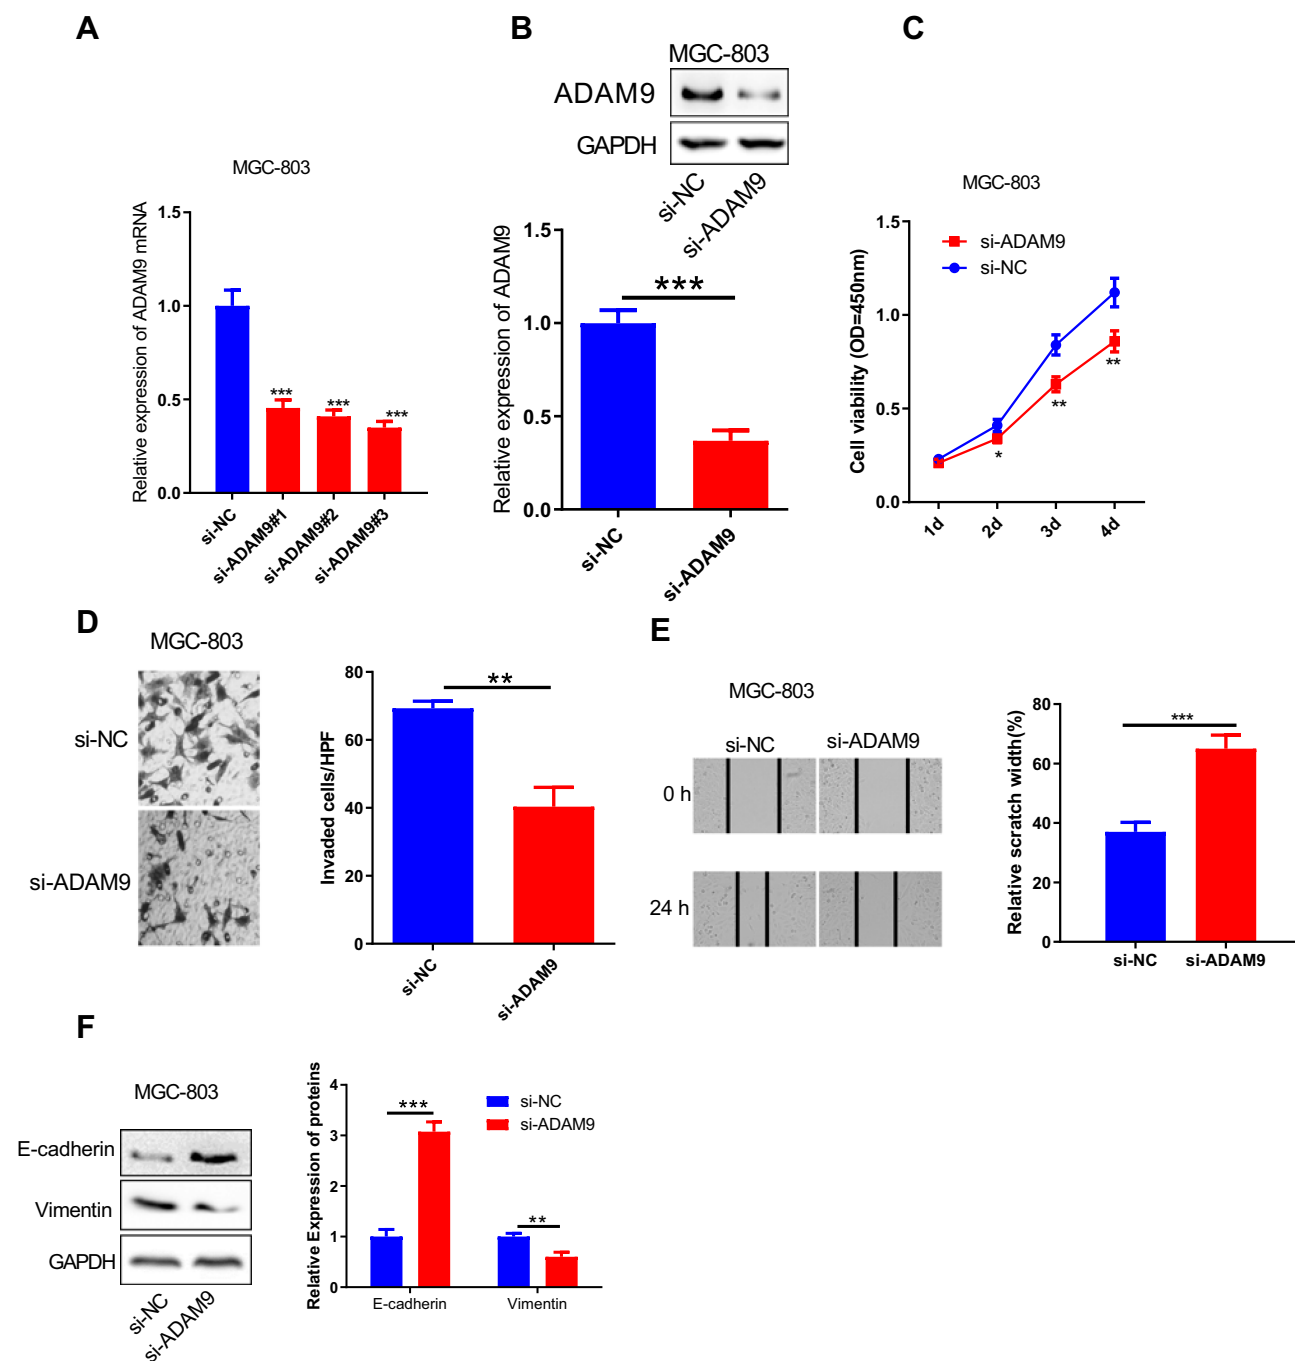 A
MGC-803
Relative expression of ADAM9 mRNA
1.5
1.0
0.5
0.0
***
***
***
si-NC
si-ADAM9#1
si-ADAM9#2
si-ADAM9#3
B
MGC-803
ADAM9
GAPDH
si-NC
si-ADAM9
Relative expression of ADAM9
1.5
1.0
0.5
0.0
***
si-NC
si-ADAM9
C
MGC-803
Cell viability (OD=450nm)
1.5
1.0
0.5
0.0
si-ADAM9
si-NC
*
**
**
1d
2d
3d
4d
D
MGC-803
si-NC
si-ADAM9
Invaded cells/HPF
80
60
40
20
0
**
si-NC
si-ADAM9
E
MGC-803
si-NC
si-ADAM9
0 h
24 h
Relative scratch width(%)
80
60
40
20
0
***
si-NC
si-ADAM9
F
MGC-803
E-cadherin
Vimentin
GAPDH
si-NC
si-ADAM9
Relative Expression of proteins
4
3
2
1
0
***
**
si-NC
si-ADAM9
E-cadherin
Vimentin